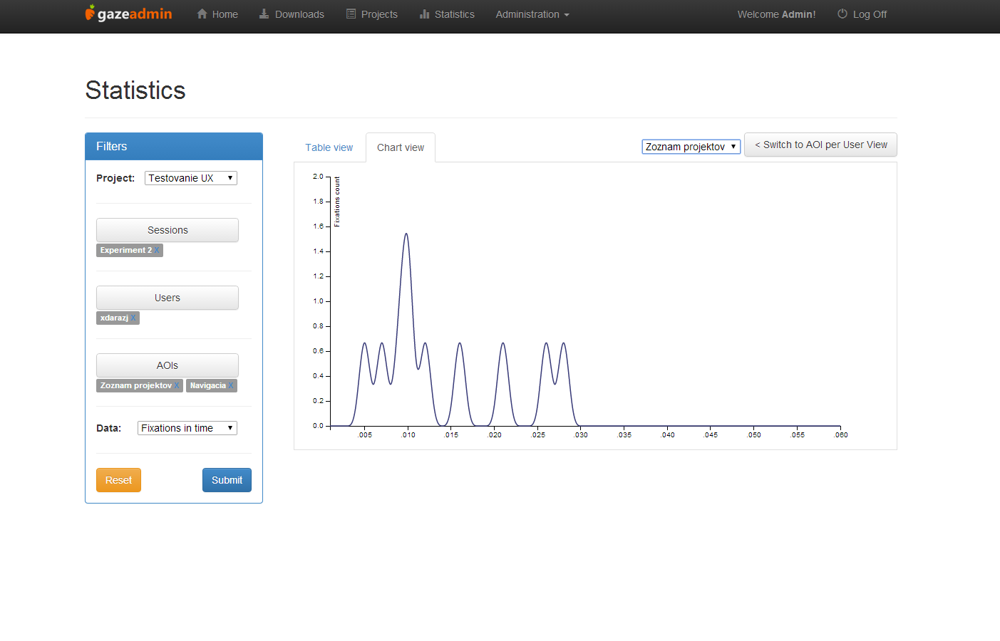 gazeadmin Home Downloads Projects Statistics Administration Welcome Admin! Log Off
Statistics
Filters
Project: Testovanie UX
Sessions
Experiment 2 X
Users
xdarazj X
AOIs
Zoznam projektov X Navigacia X
Data: Fixations in time
Reset Submit
Table view Chart view Zoznam projektov < Switch to AOI per User View
Fixations count
2.0
1.8
1.6
1.4
1.2
1.0
0.8
0.6
0.4
0.2
0.0
.005 .010 .015 .020 .025 .030 .035 .040 .045 .050 .055 .060